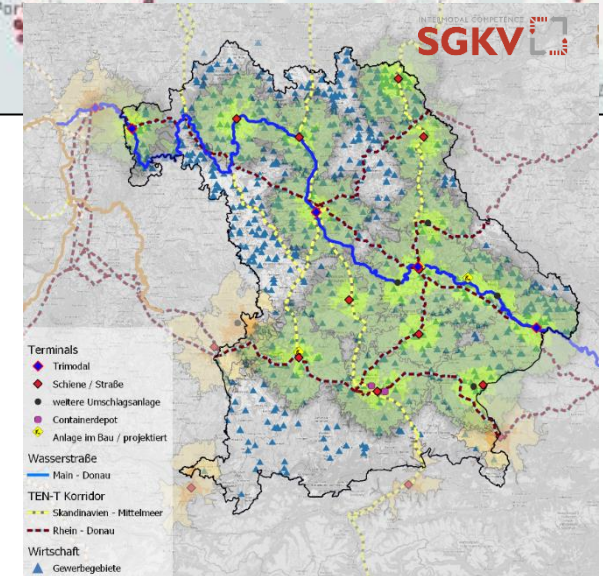 INTERMODAL COMPETENCE
SGKV
Terminals
Trimodal
Schiene / Straße
weitere Umschlagsanlage
Containerdepot
Anlage im Bau / projektiert
Wasserstraße
Main - Donau
TEN-T Korridor
Skandinavien - Mittelmeer
Rhein - Donau
Wirtschaft
Gewerbegebiete